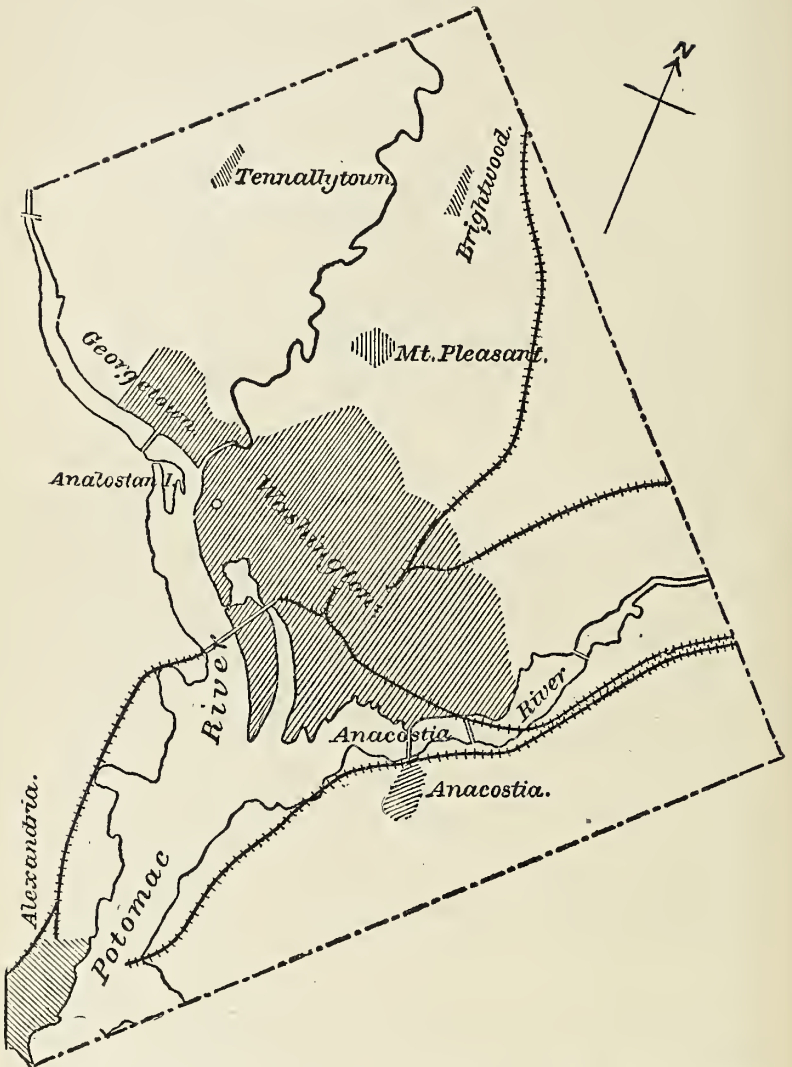 N
Tennallytown.
Brightwood.
Mt. Pleasant.
Georgetown.
Analostan I.
Washington.
River
River
Anacostia
Anacostia.
Alexandria.
Potomac